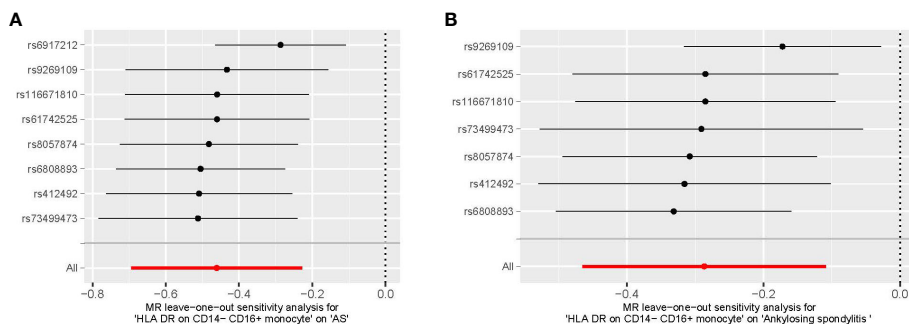 A
rs6917212
rs9269109
rs116671810
rs61742525
rs8057874
rs6808893
rs412492
rs73499473
All
−0.8 −0.6 −0.4 −0.2 0.0
MR leave−one−out sensitivity analysis for
'HLA DR on CD14− CD16+ monocyte' on 'AS'
B
rs9269109
rs61742525
rs116671810
rs73499473
rs8057874
rs412492
rs6808893
All
−0.4 −0.2 0.0
MR leave−one−out sensitivity analysis for
'HLA DR on CD14− CD16+ monocyte' on 'Ankylosing spondylitis '